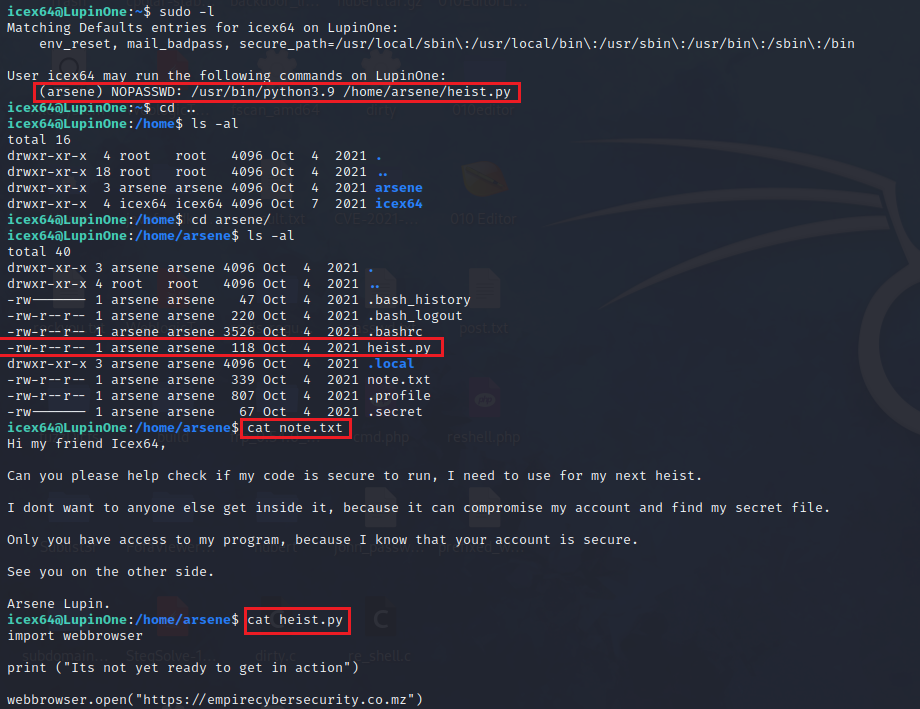 icex64@LupinOne:~$ sudo -l
Matching Defaults entries for icex64 on LupinOne:
    env_reset, mail_badpass, secure_path=/usr/local/sbin\:/usr/local/bin\:/usr/sbin\:/usr/bin\:/sbin\:/bin

User icex64 may run the following commands on LupinOne:
    (arsene) NOPASSWD: /usr/bin/python3.9 /home/arsene/heist.py
icex64@LupinOne:~$ cd ..
icex64@LupinOne:/home$ ls -al
total 16
drwxr-xr-x  4 root   root   4096 Oct  4  2021 .
drwxr-xr-x 18 root   root   4096 Oct  4  2021 ..
drwxr-xr-x  3 arsene arsene 4096 Oct  4  2021 arsene
drwxr-xr-x  4 icex64 icex64 4096 Oct  7  2021 icex64
icex64@LupinOne:/home$ cd arsene/
icex64@LupinOne:/home/arsene$ ls -al
total 40
drwxr-xr-x 3 arsene arsene 4096 Oct  4  2021 .
drwxr-xr-x 4 root   root   4096 Oct  4  2021 ..
-rw------- 1 arsene arsene   47 Oct  4  2021 .bash_history
-rw-r--r-- 1 arsene arsene  220 Oct  4  2021 .bash_logout
-rw-r--r-- 1 arsene arsene 3526 Oct  4  2021 .bashrc
-rw-r--r-- 1 arsene arsene  118 Oct  4  2021 heist.py
drwxr-xr-x 3 arsene arsene 4096 Oct  4  2021 .local
-rw-r--r-- 1 arsene arsene  339 Oct  4  2021 note.txt
-rw-r--r-- 1 arsene arsene  807 Oct  4  2021 .profile
-rw------- 1 arsene arsene   67 Oct  4  2021 .secret
icex64@LupinOne:/home/arsene$ cat note.txt
Hi my friend Icex64,

Can you please help check if my code is secure to run, I need to use for my next heist.

I dont want to anyone else get inside it, because it can compromise my account and find my secret file.

Only you have access to my program, because I know that your account is secure.

See you on the other side.

Arsene Lupin.
icex64@LupinOne:/home/arsene$ cat heist.py
import webbrowser

print ("Its not yet ready to get in action")

webbrowser.open("https://empirecybersecurity.co.mz")